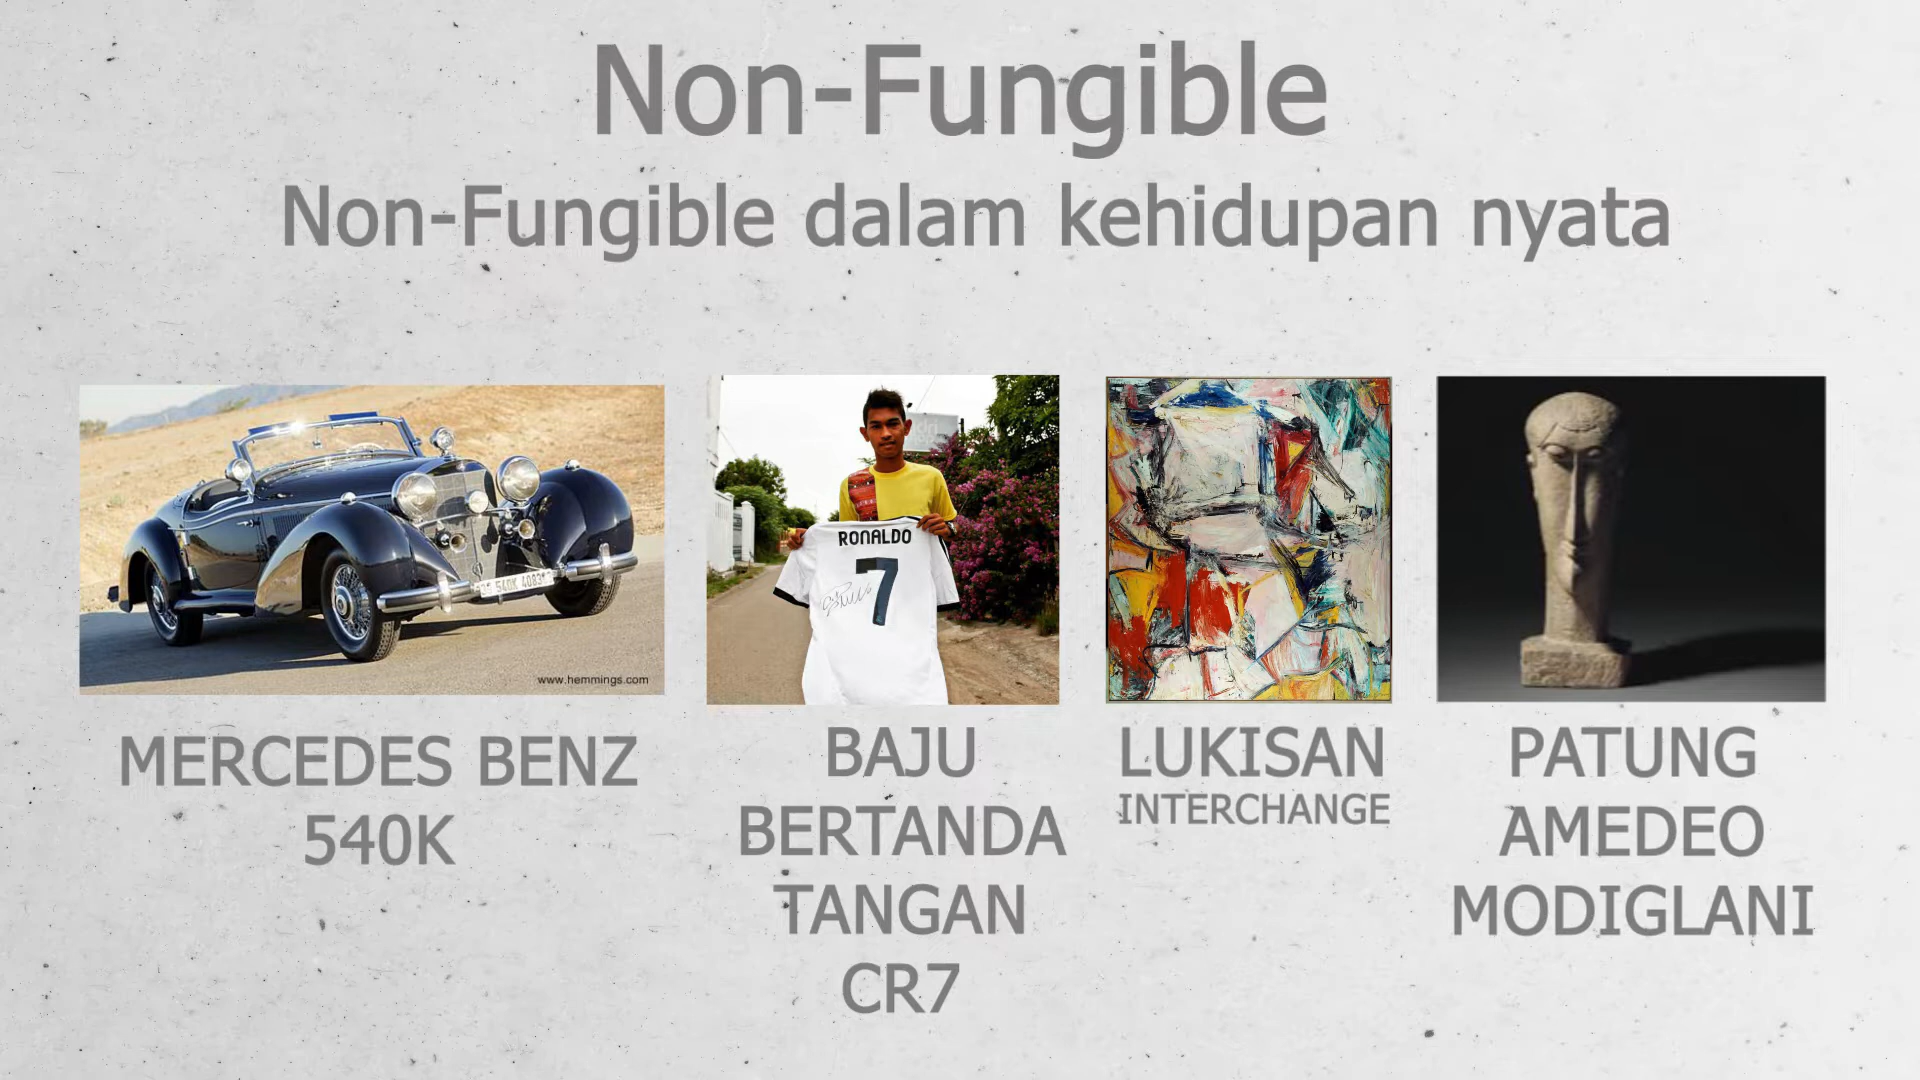 Non-Fungible
Non-Fungible dalam kehidupan nyata
www.hemmings.com
RONALDO
7
MERCEDES BENZ
540K
BAJU
BERTANDA
TANGAN
CR7
LUKISAN
INTERCHANGE
PATUNG
AMEDEO
MODIGLANI